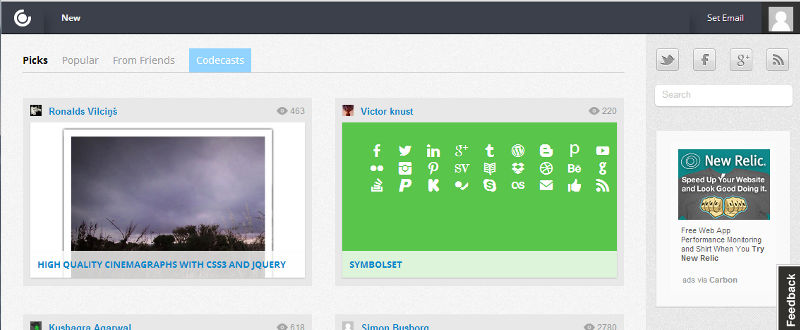 New
Set Email
Picks
Popular
From Friends
Codecasts
Search
Ronalds Vilciņš
463
HIGH QUALITY CINEMAGRAPHS WITH CSS3 AND JQUERY
Victor knust
220
SYMBOLSET
New Relic.
Speed Up Your Website
and Look Good Doing it.
Free Web App
Performance Monitoring
and Shirt When You Try
New Relic
ads via Carbon
Feedback
Kushagra Agarwal
618
Simon Busborg
2780